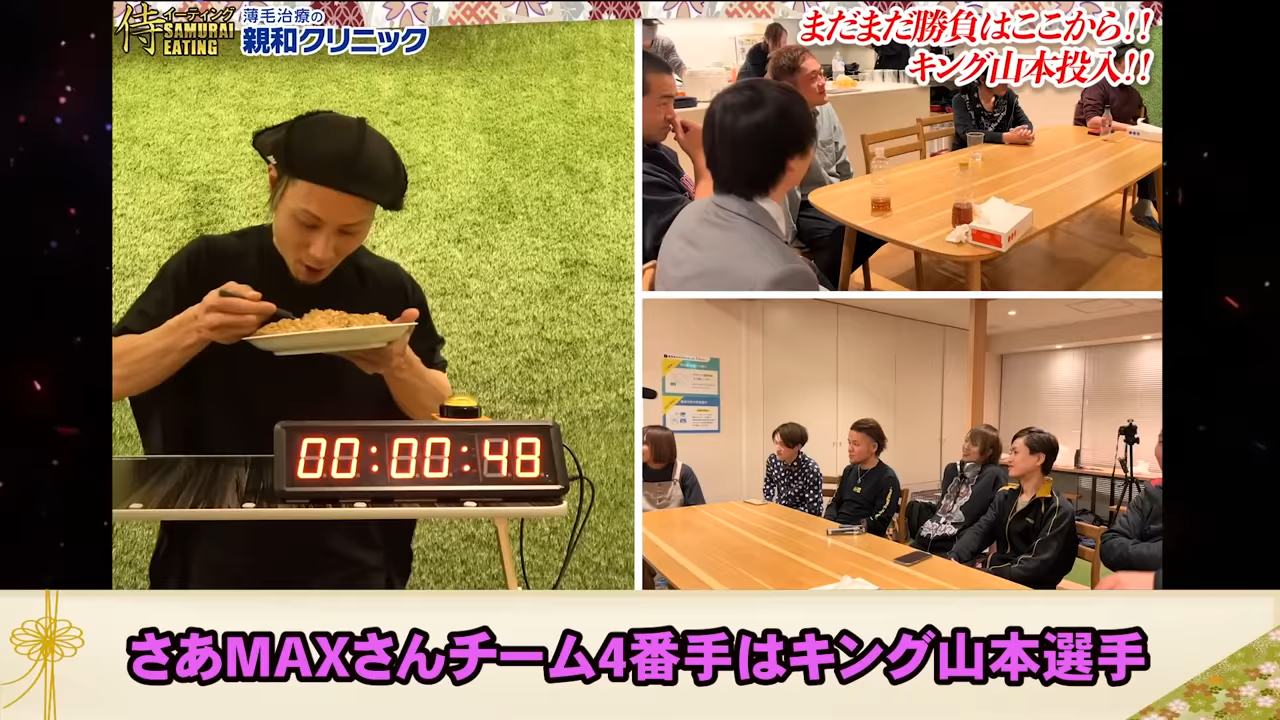 侍
イーティング
SAMURAI
EATING
薄毛治療の
親和クリニック
まだまだ勝負はここから!!
キング山本投入!!
00:00:48
さあMAXさんチーム4番手はキング山本選手